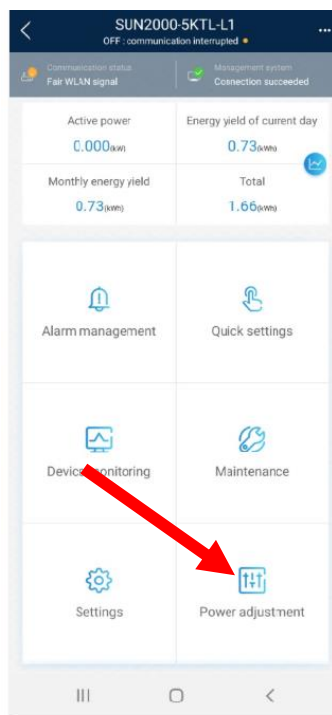 SUN2000-5KTL-L1
OFF : communication interrupted
Communication status
Fair WLAN signal
Management system
Connection succeeded
Active power
0.000(kW)
Energy yield of current day
0.73(kWh)
Monthly energy yield
0.73(kWh)
Total
1.66(kWh)
Alarm management
Quick settings
Device monitoring
Maintenance
Settings
Power adjustment